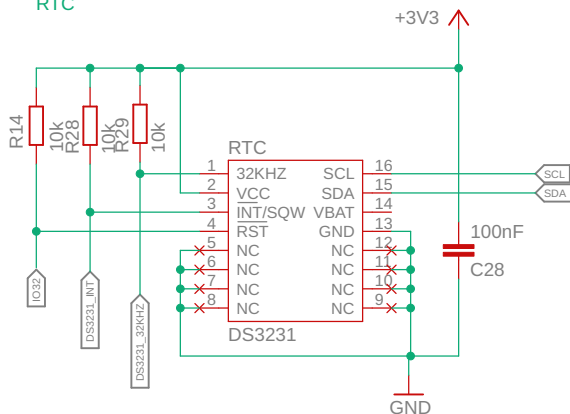 RTC
+3V3
R14
10k
R28
10k
R29
10k
RTC
1 32KHZ SCL 16
2 VCC SDA 15
3 INT/SQW VBAT 14
4 RST GND 13
5 NC NC 12
6 NC NC 11
7 NC NC 10
8 NC NC 9
DS3231
SCL
SDA
100nF
C28
IO32
DS3231_INT
DS3231_32KHZ
GND